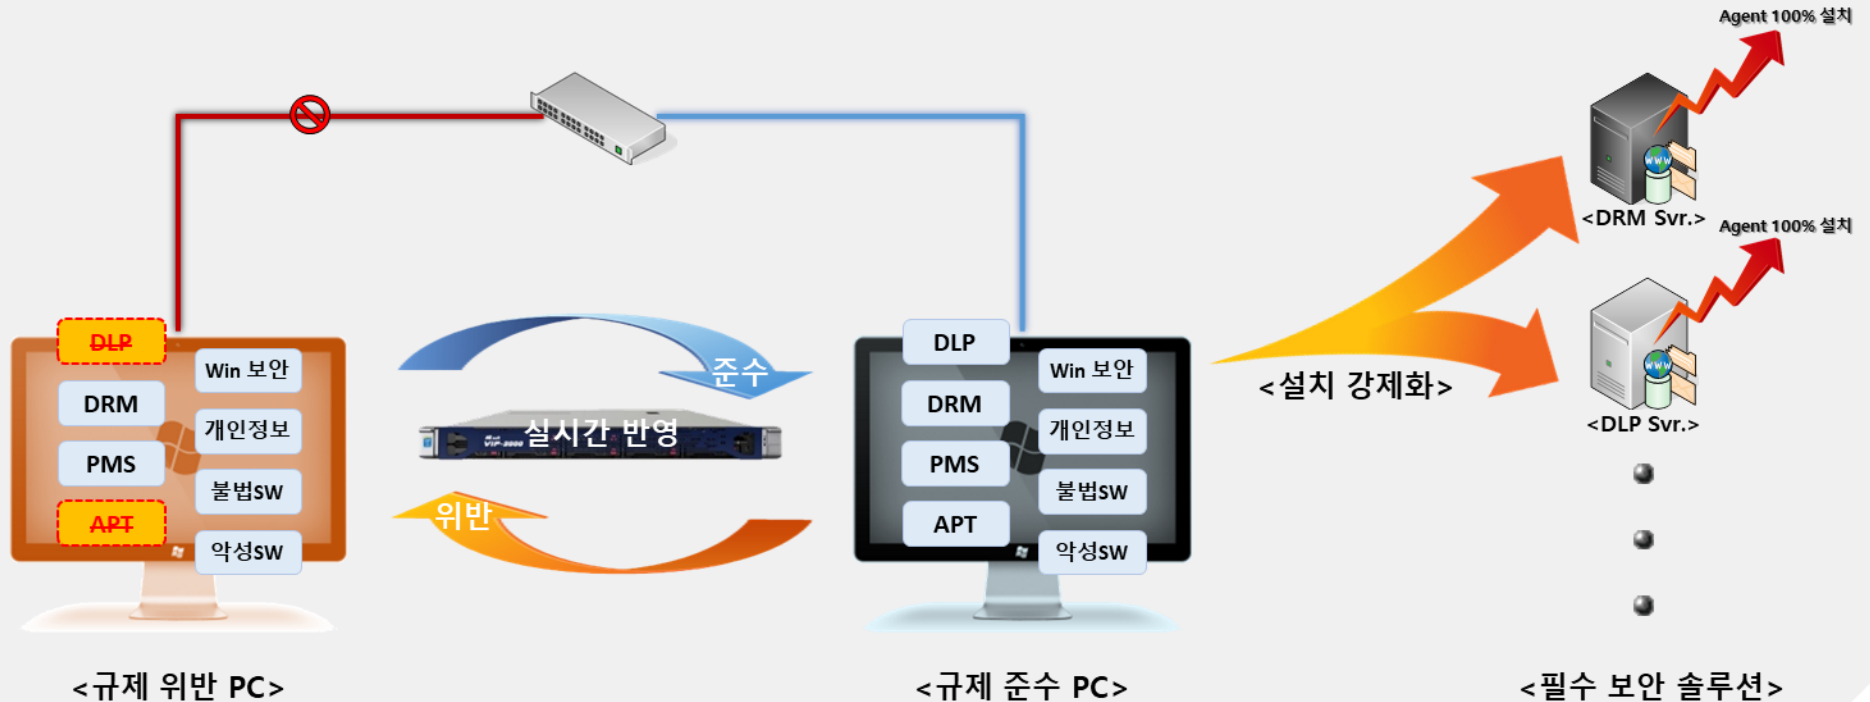 Agent 100% 설치
<DRM Svr.>
Agent 100% 설치
<DLP Svr.>
DLP
Win 보안
DRM
개인정보
PMS
불법SW
APT
악성SW
준수
VIP-3000
실시간 반영
위반
DLP
Win 보안
DRM
개인정보
PMS
불법SW
APT
악성SW
<설치 강제화>
<규제 위반 PC>
<규제 준수 PC>
<필수 보안 솔루션>